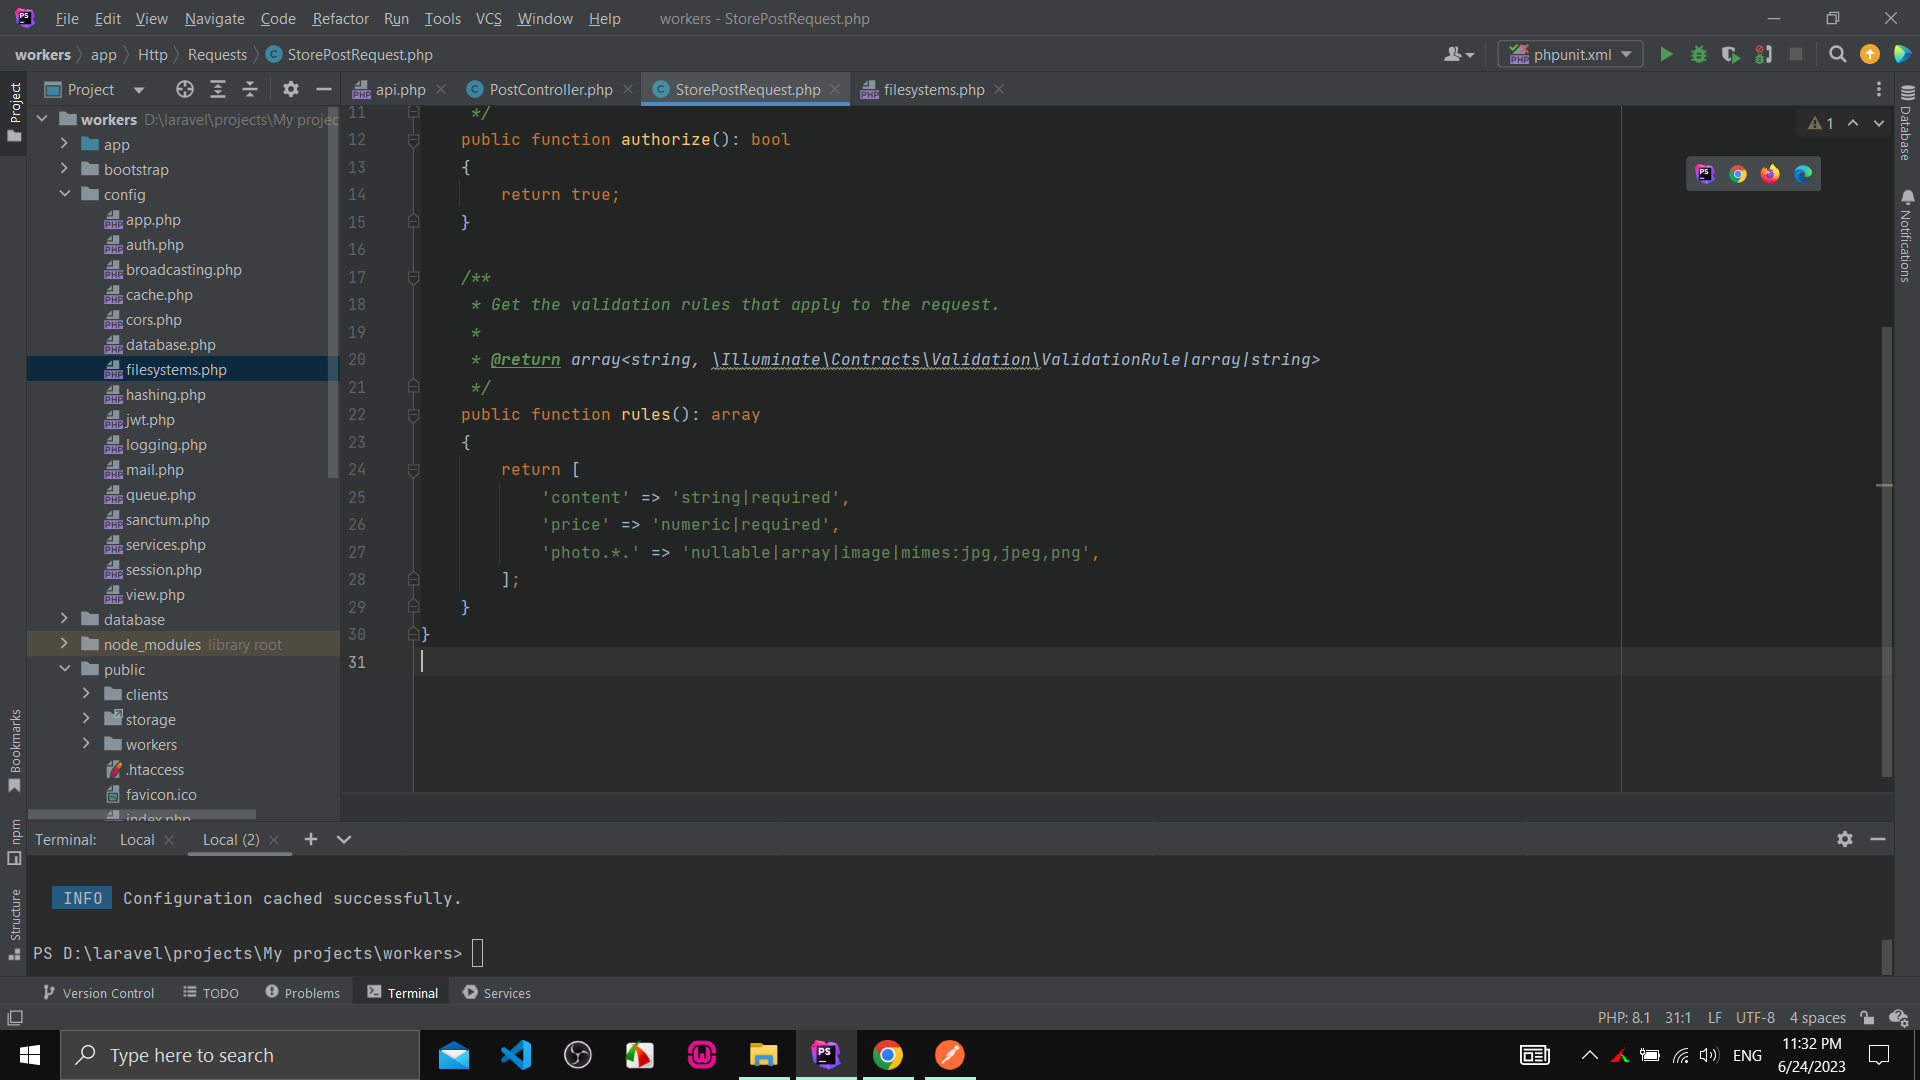 File Edit View Navigate Code Refactor Run Tools VCS Window Help workers - StorePostRequest.php
workers app Http Requests StorePostRequest.php phpunit.xml
Project api.php PostController.php StorePostRequest.php filesystems.php
Project
workers D:\laravel\projects\My projec
app
bootstrap
config
app.php
auth.php
broadcasting.php
cache.php
cors.php
database.php
filesystems.php
hashing.php
jwt.php
logging.php
mail.php
queue.php
sanctum.php
services.php
session.php
view.php
database
node_modules library root
public
clients
storage
workers
.htaccess
favicon.ico
index.php
11 */
12 public function authorize(): bool
13 {
14 return true;
15 }
16
17 /**
18 * Get the validation rules that apply to the request.
19 *
20 * @return array<string, \Illuminate\Contracts\Validation\ValidationRule|array|string>
21 */
22 public function rules(): array
23 {
24 return [
25 'content' => 'string|required',
26 'price' => 'numeric|required',
27 'photo.*.' => 'nullable|array|image|mimes:jpg,jpeg,png',
28 ];
29 }
30 }
31
1
Database
Notifications
Bookmarks
npm
Structure
Terminal: Local Local (2)
INFO Configuration cached successfully.
PS D:\laravel\projects\My projects\workers>
Version Control TODO Problems Terminal Services
PHP: 8.1 31:1 LF UTF-8 4 spaces
Type here to search
ENG
11:32 PM
6/24/2023